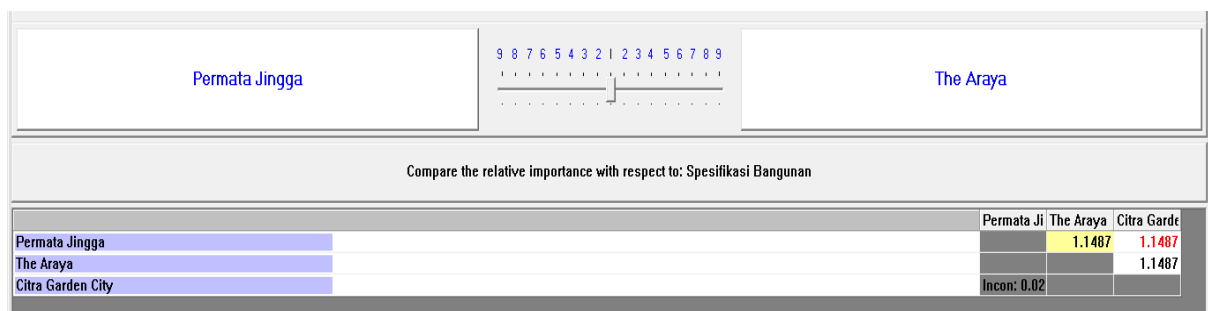 Permata Jingga
9 8 7 6 5 4 3 2 1 2 3 4 5 6 7 8 9
The Araya
Compare the relative importance with respect to: Spesifikasi Bangunan
Permata Ji The Araya Citra Garde
Permata Jingga 1.1487 1.1487
The Araya 1.1487
Citra Garden City Incon: 0.02